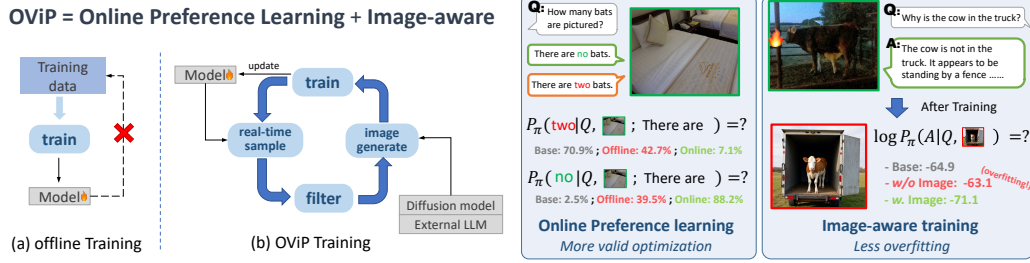 OViP = Online Preference Learning + Image-aware
Training
data
train
Model
(a) offline Training
Model
update
train
real-time
sample
image
generate
filter
Diffusion model
External LLM
(b) OViP Training
Q:
How many bats
are pictured?
There are no bats.
There are two bats.
Pπ(two|Q, ; There are ) =?
Base: 70.9% ; Offline: 42.7% ; Online: 7.1%
Pπ(no|Q, ; There are ) =?
Base: 2.5% ; Offline: 39.5% ; Online: 88.2%
Online Preference learning
More valid optimization
Q:
Why is the cow in the truck?
A:
The cow is not in the
truck. It appears to be
standing by a fence ......
After Training
log Pπ(A|Q, ) =?
- Base: -64.9
(overfitting!)
- w/o Image: -63.1
- w. Image: -71.1
Image-aware training
Less overfitting